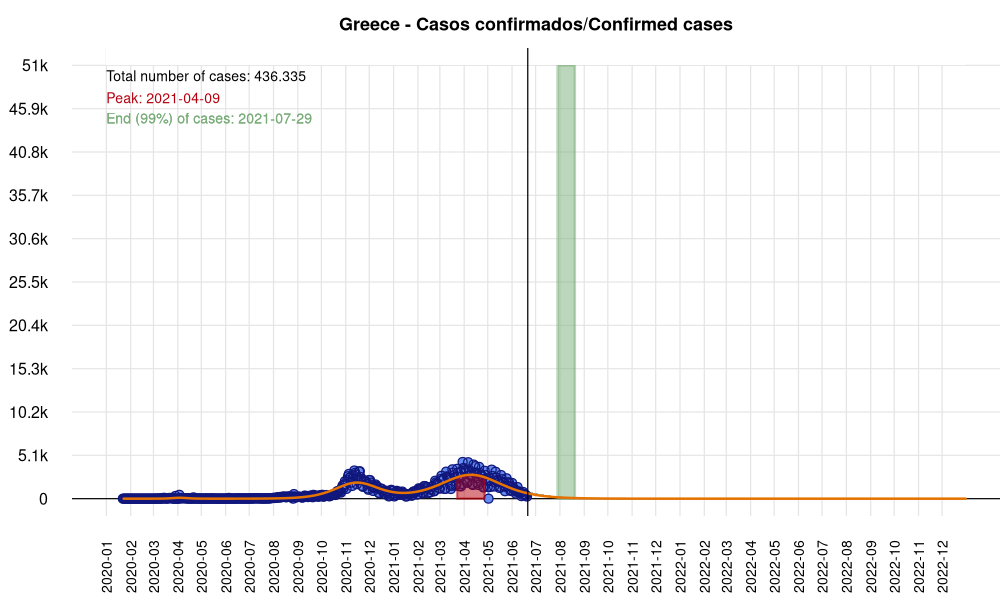 Greece - Casos confirmados/Confirmed cases
Total number of cases: 436.335
Peak: 2021-04-09
End (99%) of cases: 2021-07-29
51k
45.9k
40.8k
35.7k
30.6k
25.5k
20.4k
15.3k
10.2k
5.1k
0
2020-01
2020-02
2020-03
2020-04
2020-05
2020-06
2020-07
2020-08
2020-09
2020-10
2020-11
2020-12
2021-01
2021-02
2021-03
2021-04
2021-05
2021-06
2021-07
2021-08
2021-09
2021-10
2021-11
2021-12
2022-01
2022-02
2022-03
2022-04
2022-05
2022-06
2022-07
2022-08
2022-09
2022-10
2022-11
2022-12